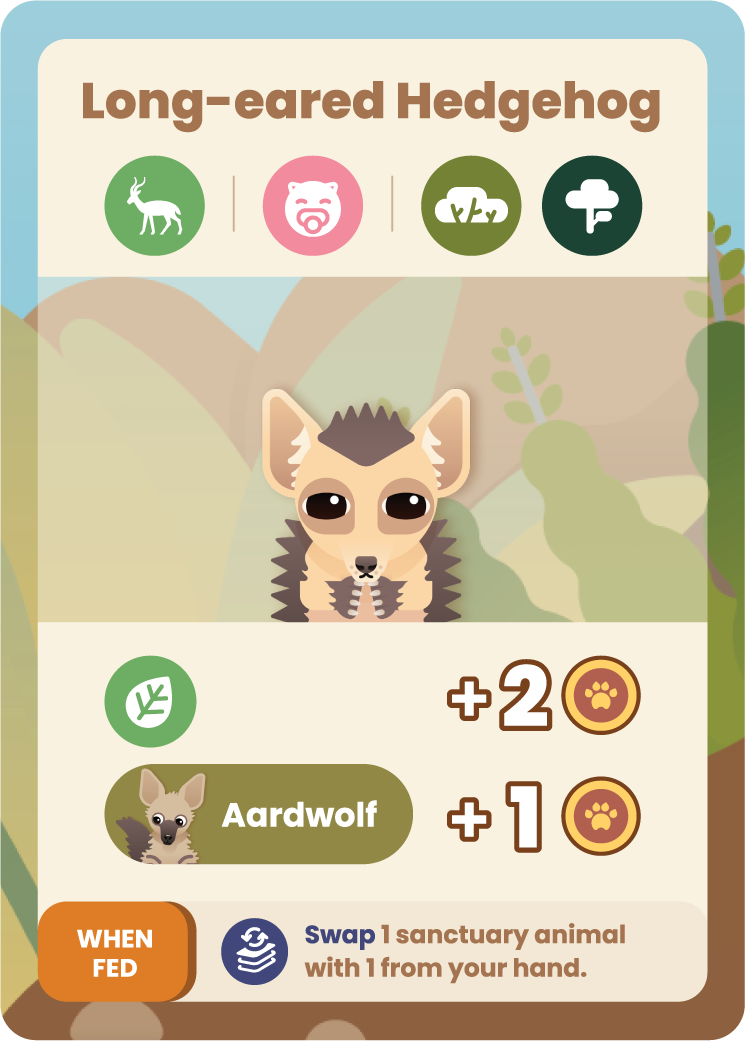 Long-eared Hedgehog
+2
Aardwolf +1
WHEN
FED
Swap 1 sanctuary animal
with 1 from your hand.